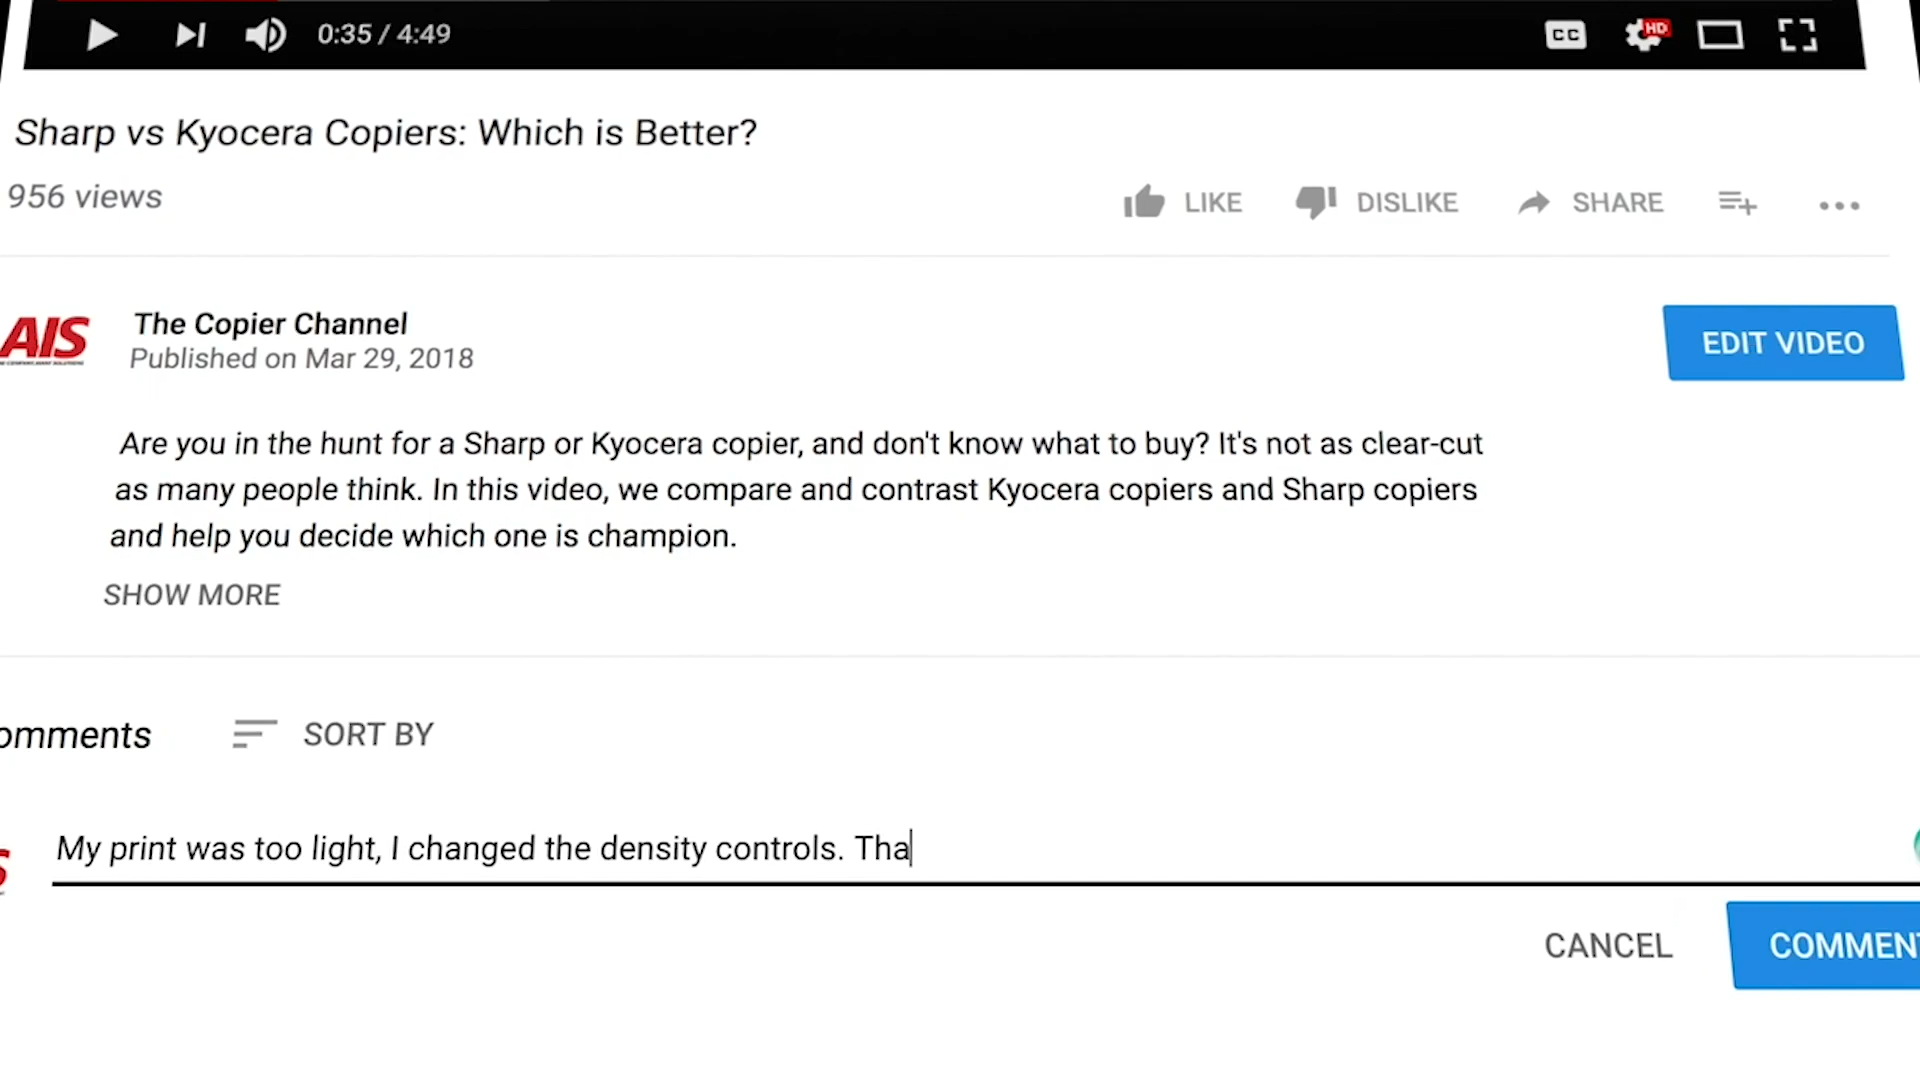 0:35 / 4:49
CC
HD
Sharp vs Kyocera Copiers: Which is Better?
956 views
LIKE
DISLIKE
SHARE
AIS
The Copier Channel
Published on Mar 29, 2018
EDIT VIDEO
Are you in the hunt for a Sharp or Kyocera copier, and don't know what to buy? It's not as clear-cut
as many people think. In this video, we compare and contrast Kyocera copiers and Sharp copiers
and help you decide which one is champion.
SHOW MORE
omments
SORT BY
My print was too light, I changed the density controls. Tha
CANCEL
COMMENT